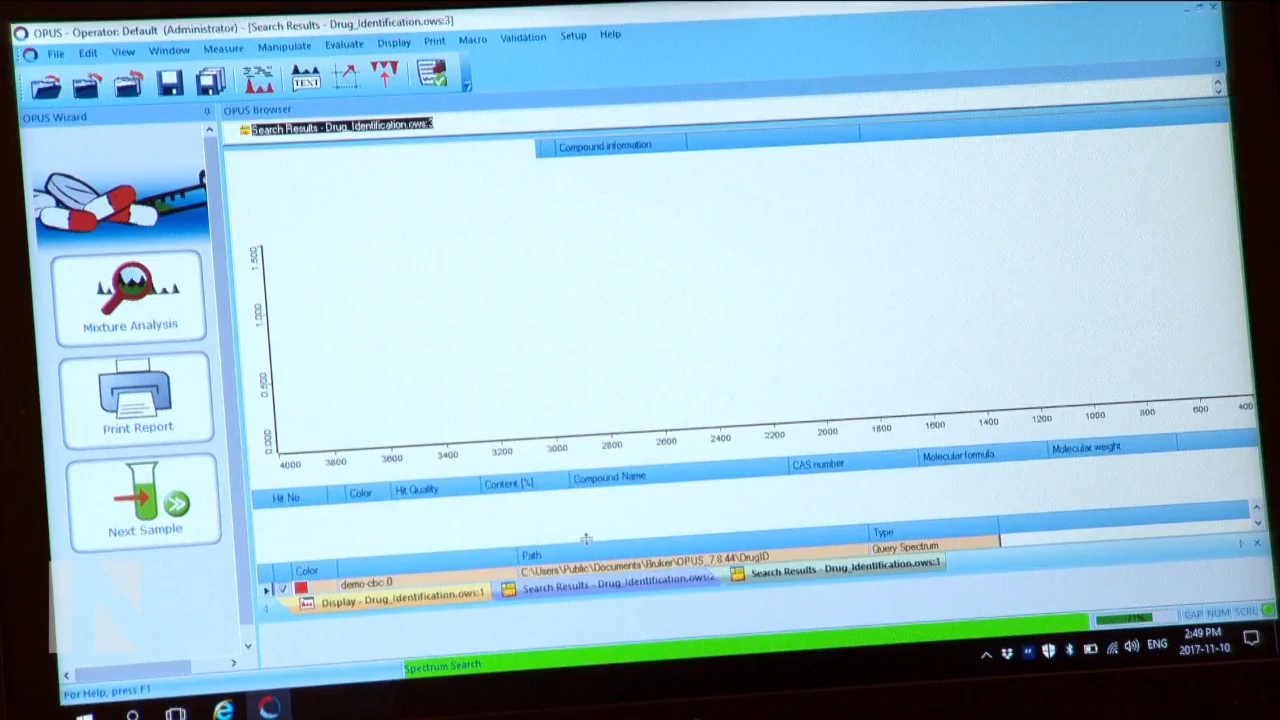 OPUS - Operator: Default (Administrator) - [Search Results - Drug_Identification.ows:3]
File Edit View Window Measure Manipulate Evaluate Display Print Macro Validation Setup Help
TEXT
OPUS Wizard
OPUS Browser
Search Results - Drug_Identification.ows:3
Compound information
Mixture Analysis
Print Report
Next Sample
1.500
1.000
0.500
0.000
4000 3800 3600 3400 3200 3000 2800 2600 2400 2200 2000 1800 1600 1400 1200 1000 800 600 400
Hit No Color Hit Quality Content [%] Compound Name CAS number Molecular formula Molecular weight
Color Path Type
demo-cbc.0 C:\Users\Public\Documents\Bruker\OPUS_7.8.44\DrugID Query Spectrum
Display - Drug_Identification.ows:1 Search Results - Drug_Identification.ows:2 Search Results - Drug_Identification.ows:3
Spectrum Search 71% CAP NUM SCRL
For Help, press F1
ENG 2:49 PM
2017-11-10